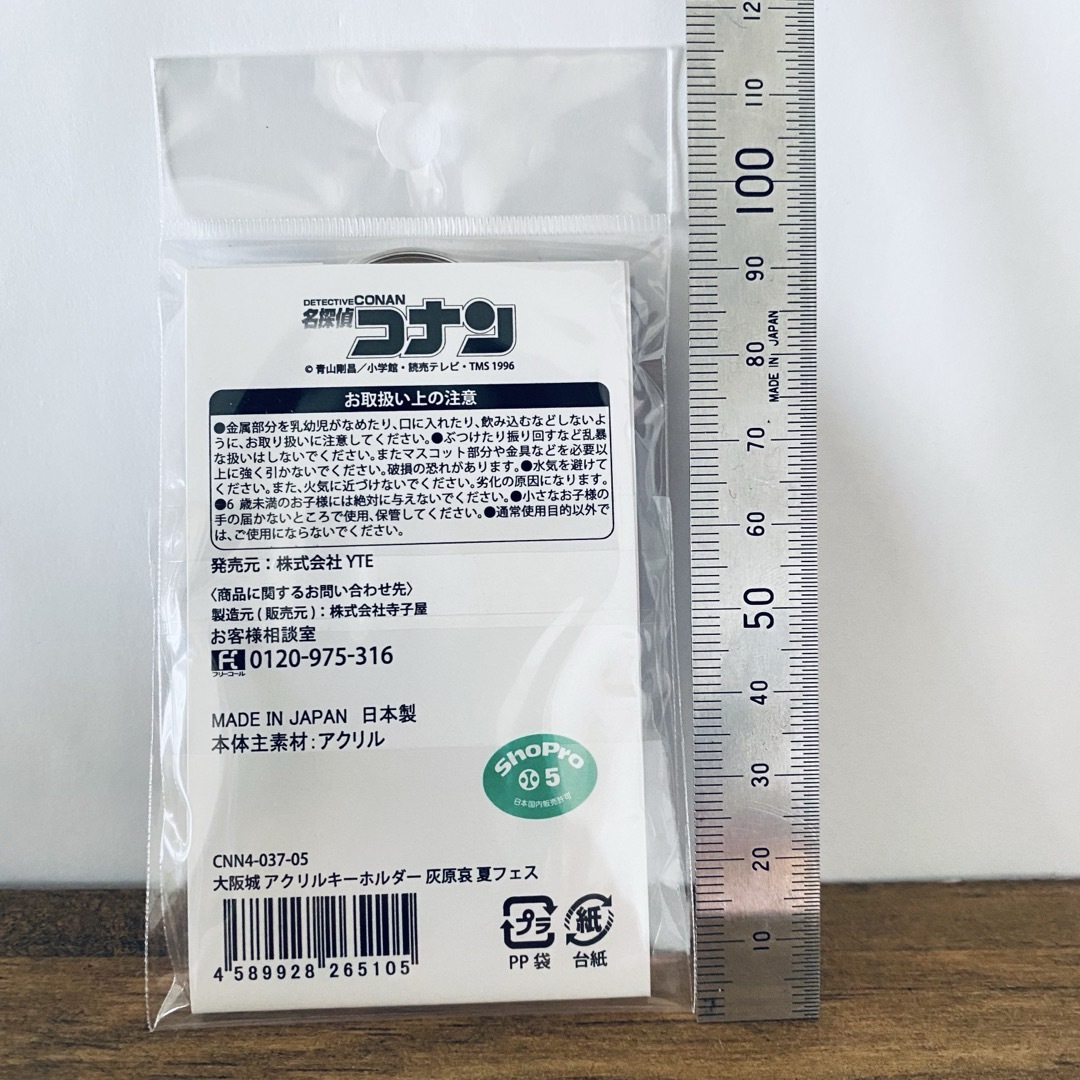 DETECTIVE CONAN
名探偵
コナン
© 青山剛昌／小学館・読売テレビ・TMS 1996
お取扱い上の注意
●金属部分を乳幼児がなめたり、口に入れたり、飲み込むなどしないよ
うに、お取り扱いに注意してください。●ぶつけたり振り回すなど乱暴
な扱いはしないでください。またマスコット部分や金具などを必要以
上に強く引かないでください。破損の恐れがあります。●水気を避けて
ください。また、火気に近づけないでください。劣化の原因になります。
●6 歳未満のお子様には絶対に与えないでください。●小さなお子様の
手の届かないところで使用、保管してください。●通常使用目的以外で
は、ご使用にならないでください。
発売元：株式会社 YTE
〈商品に関するお問い合わせ先〉
製造元 ( 販売元 )：株式会社寺子屋
お客様相談室
フリーコール
0120-975-316
MADE IN JAPAN 日本製
本体主素材：アクリル
ShoPro
5
日本国内販売許可
CNN4-037-05
大阪城 アクリルキーホルダー 灰原哀 夏フェス
4 589928 265105
プラ
PP 袋
紙
台紙
110
100
90
80
MADE IN JAPAN
70
60
50
40
30
20
10